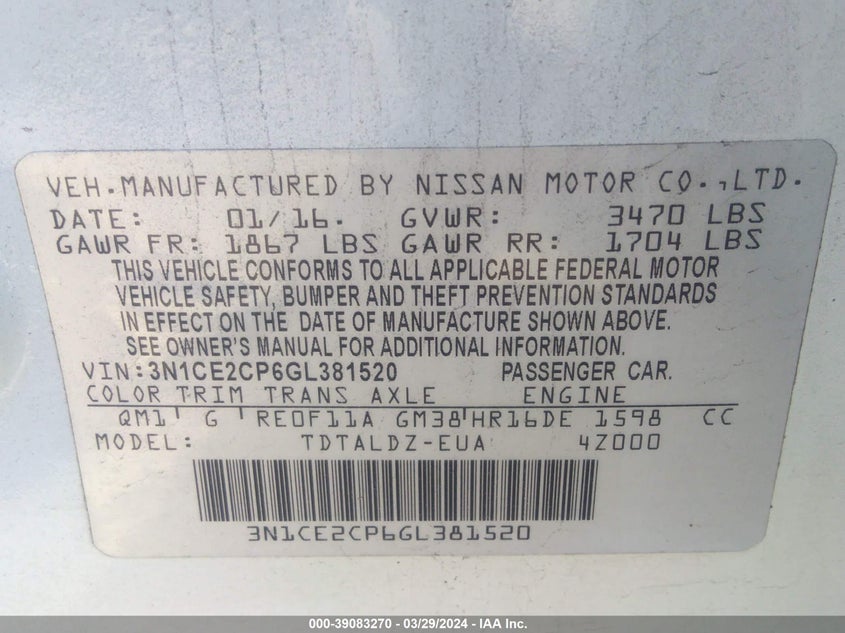 VEH.MANUFACTURED BY NISSAN MOTOR CO.,LTD.
DATE: 01/16. GVWR: 3470 LBS
GAWR FR: 1867 LBS GAWR RR: 1704 LBS
THIS VEHICLE CONFORMS TO ALL APPLICABLE FEDERAL MOTOR
VEHICLE SAFETY, BUMPER AND THEFT PREVENTION STANDARDS
IN EFFECT ON THE DATE OF MANUFACTURE SHOWN ABOVE.
SEE OWNER'S MANUAL FOR ADDITIONAL INFORMATION.
VIN:3N1CE2CP6GL381520 PASSENGER CAR.
COLOR TRIM TRANS AXLE ENGINE
QM1 G RE0F11A GM38 HR16DE 1598 CC
MODEL: TDTALDZ-EUA 4Z000
3N1CE2CP6GL381520
000-39083270 - 03/29/2024 - IAA Inc.